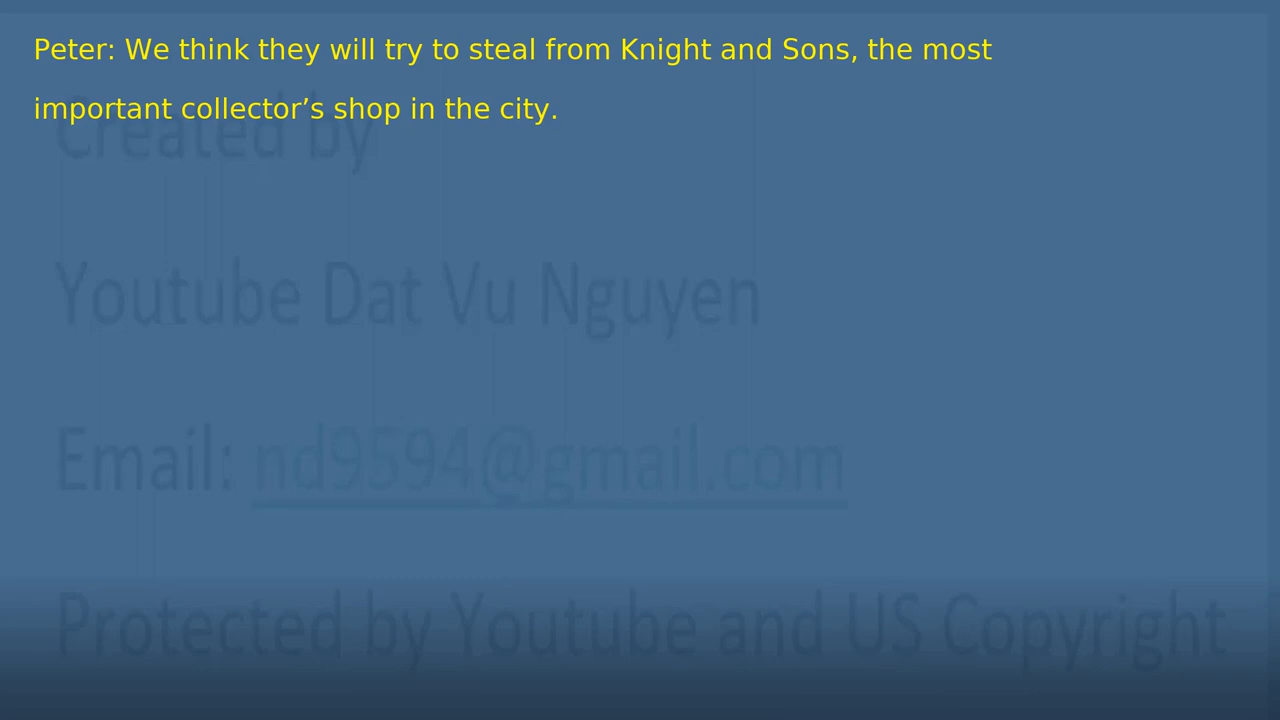 Peter: We think they will try to steal from Knight and Sons, the most
important collector’s shop in the city.
Created by
Youtube Dat Vu Nguyen
Email: nd9594@gmail.com
Protected by Youtube and US Copyright